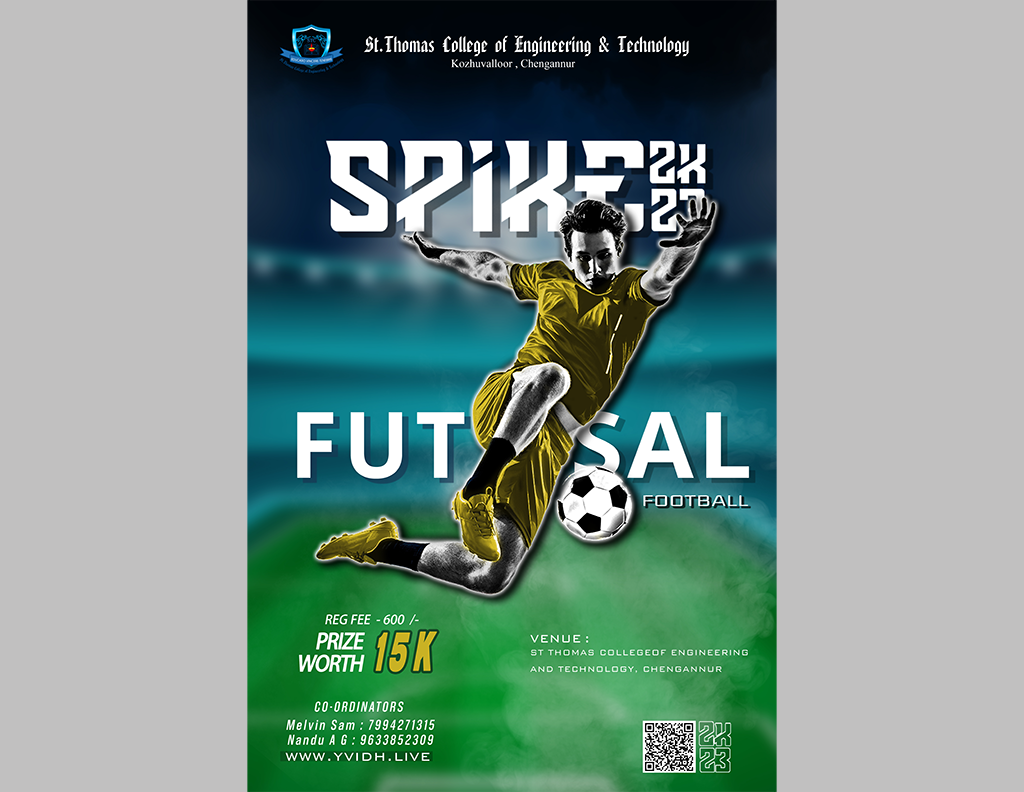 St.Thomas College of Engineering & Technology
Kozhuvalloor , Chengannur
SPIKE 2K
FUTSAL
FOOTBALL
REG FEE - 600 /-
PRIZE
WORTH 15K
VENUE :
ST THOMAS COLLEGEOF ENGINEERING
AND TECHNOLOGY, CHENGANNUR
CO-ORDINATORS
Melvin Sam : 7994271315
Nandu A G : 9633852309
WWW.YVIDH.LIVE
2K
23